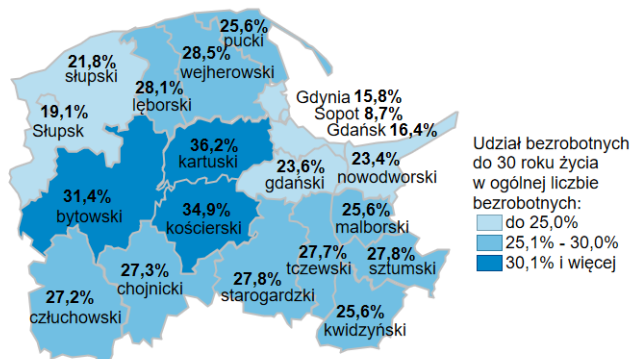 25,6%
pucki
28,5%
wejherowski
21,8%
słupski
28,1%
lęborski
19,1%
Słupsk
Gdynia 15,8%
Sopot 8,7%
Gdańsk 16,4%
36,2%
kartuski
23,6%
gdański
23,4%
nowodworski
31,4%
bytowski
34,9%
kościerski
25,6%
malborski
27,7%
tczewski
27,8%
sztumski
27,3%
chojnicki
27,8%
starogardzki
27,2%
człuchowski
25,6%
kwidzyński
Udział bezrobotnych
do 30 roku życia
w ogólnej liczbie
bezrobotnych:
do 25,0%
25,1% - 30,0%
30,1% i więcej